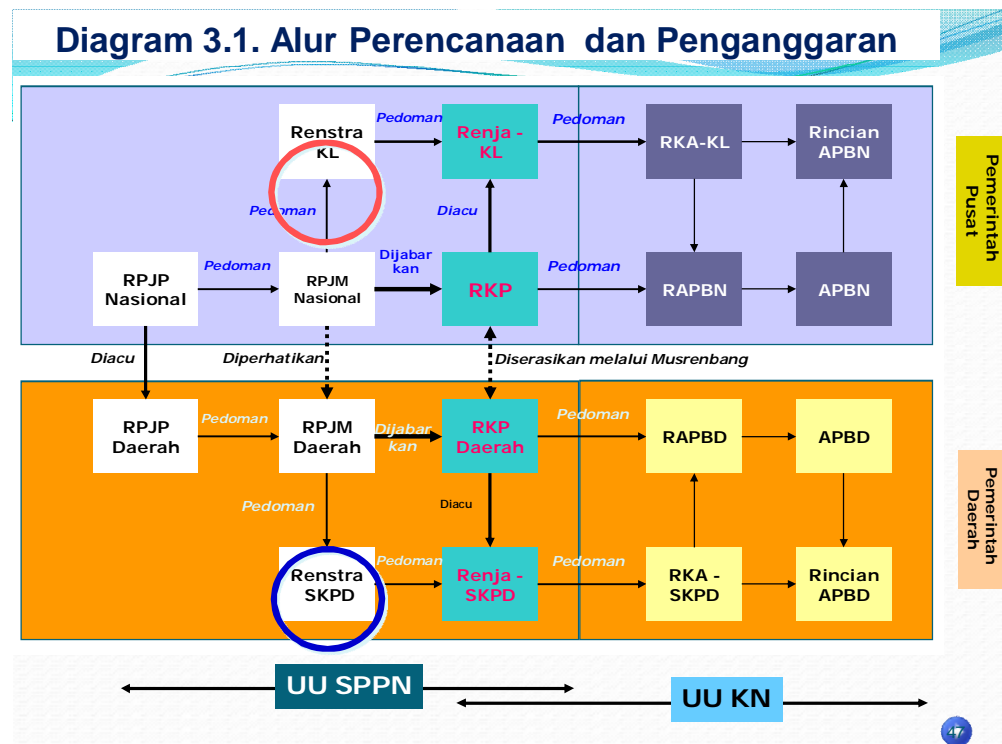 Diagram 3.1. Alur Perencanaan dan Penganggaran
Renstra
KL
Pedoman
Renja -
KL
Pedoman
RKA-KL
Rincian
APBN
Pemerintah
Pusat
Pedoman
Diacu
RPJP
Nasional
Pedoman
RPJM
Nasional
Dijabar
kan
RKP
Pedoman
RAPBN
APBN
Diacu
Diperhatikan
Diserasikan melalui Musrenbang
RPJP
Daerah
Pedoman
RPJM
Daerah
Dijabar
kan
RKP
Daerah
Pedoman
RAPBD
APBD
Pemerintah
Daerah
Pedoman
Diacu
Renstra
SKPD
Pedoman
Renja -
SKPD
Pedoman
RKA -
SKPD
Rincian
APBD
UU SPPN
UU KN
47